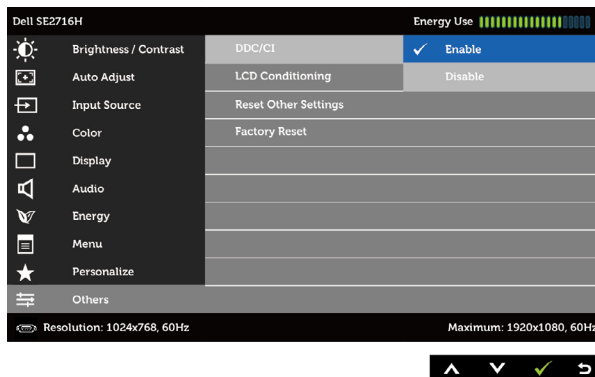 Dell SE2716H Energy Use
Brightness / Contrast DDC/CI Enable
Auto Adjust LCD Conditioning Disable
Input Source Reset Other Settings
Color Factory Reset
Display
Audio
Energy
Menu
Personalize
Others
Resolution: 1024x768, 60Hz Maximum: 1920x1080, 60Hz